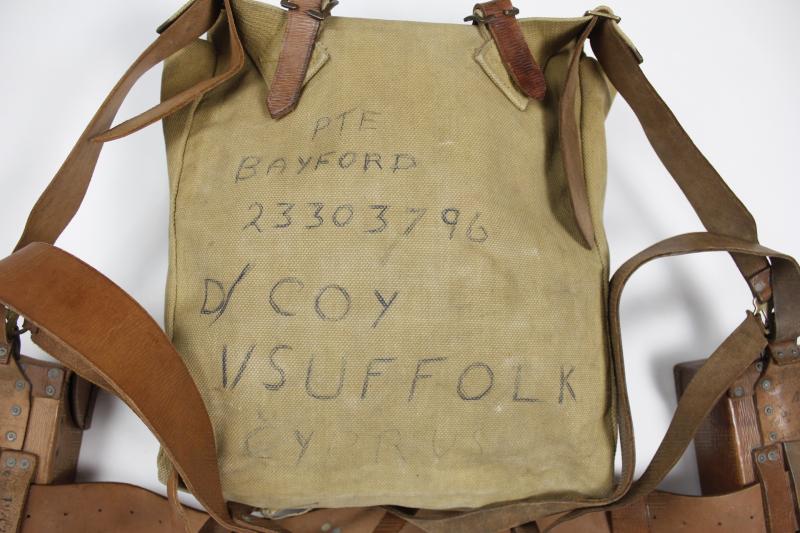 PTE
BAYFORD
23303796
D/ COY
1/SUFFOLK
CYPRUS